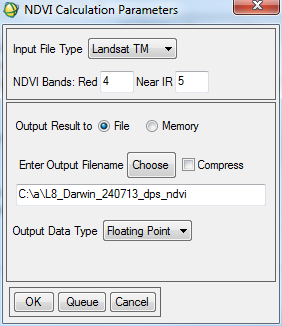 NDVI Calculation Parameters
Input File Type Landsat TM
NDVI Bands: Red 4 Near IR 5
Output Result to File Memory
Enter Output Filename Choose Compress
C:\a\L8_Darwin_240713_dps_ndvi
Output Data Type Floating Point
OK Queue Cancel